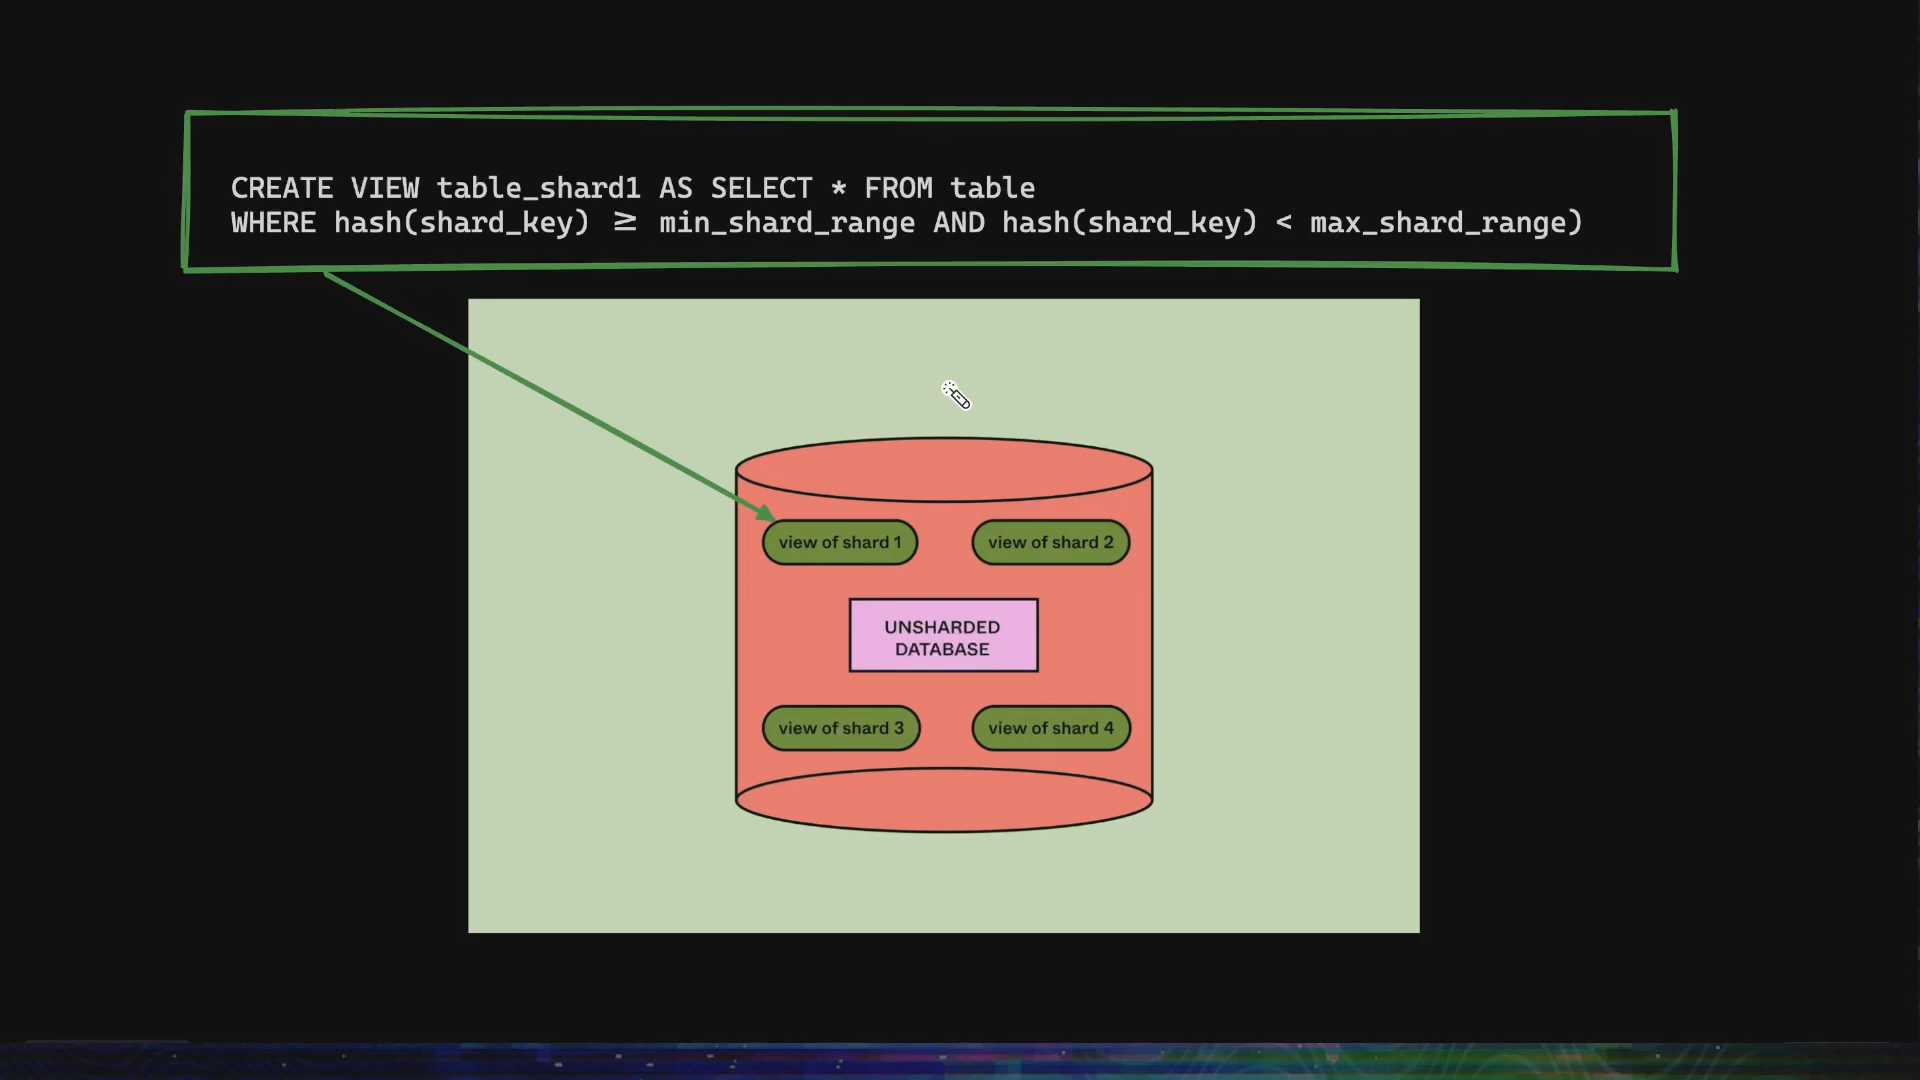 CREATE VIEW table_shard1 AS SELECT * FROM table
WHERE hash(shard_key) ≥ min_shard_range AND hash(shard_key) < max_shard_range)
view of shard 1
view of shard 2
UNSHARDED
DATABASE
view of shard 3
view of shard 4